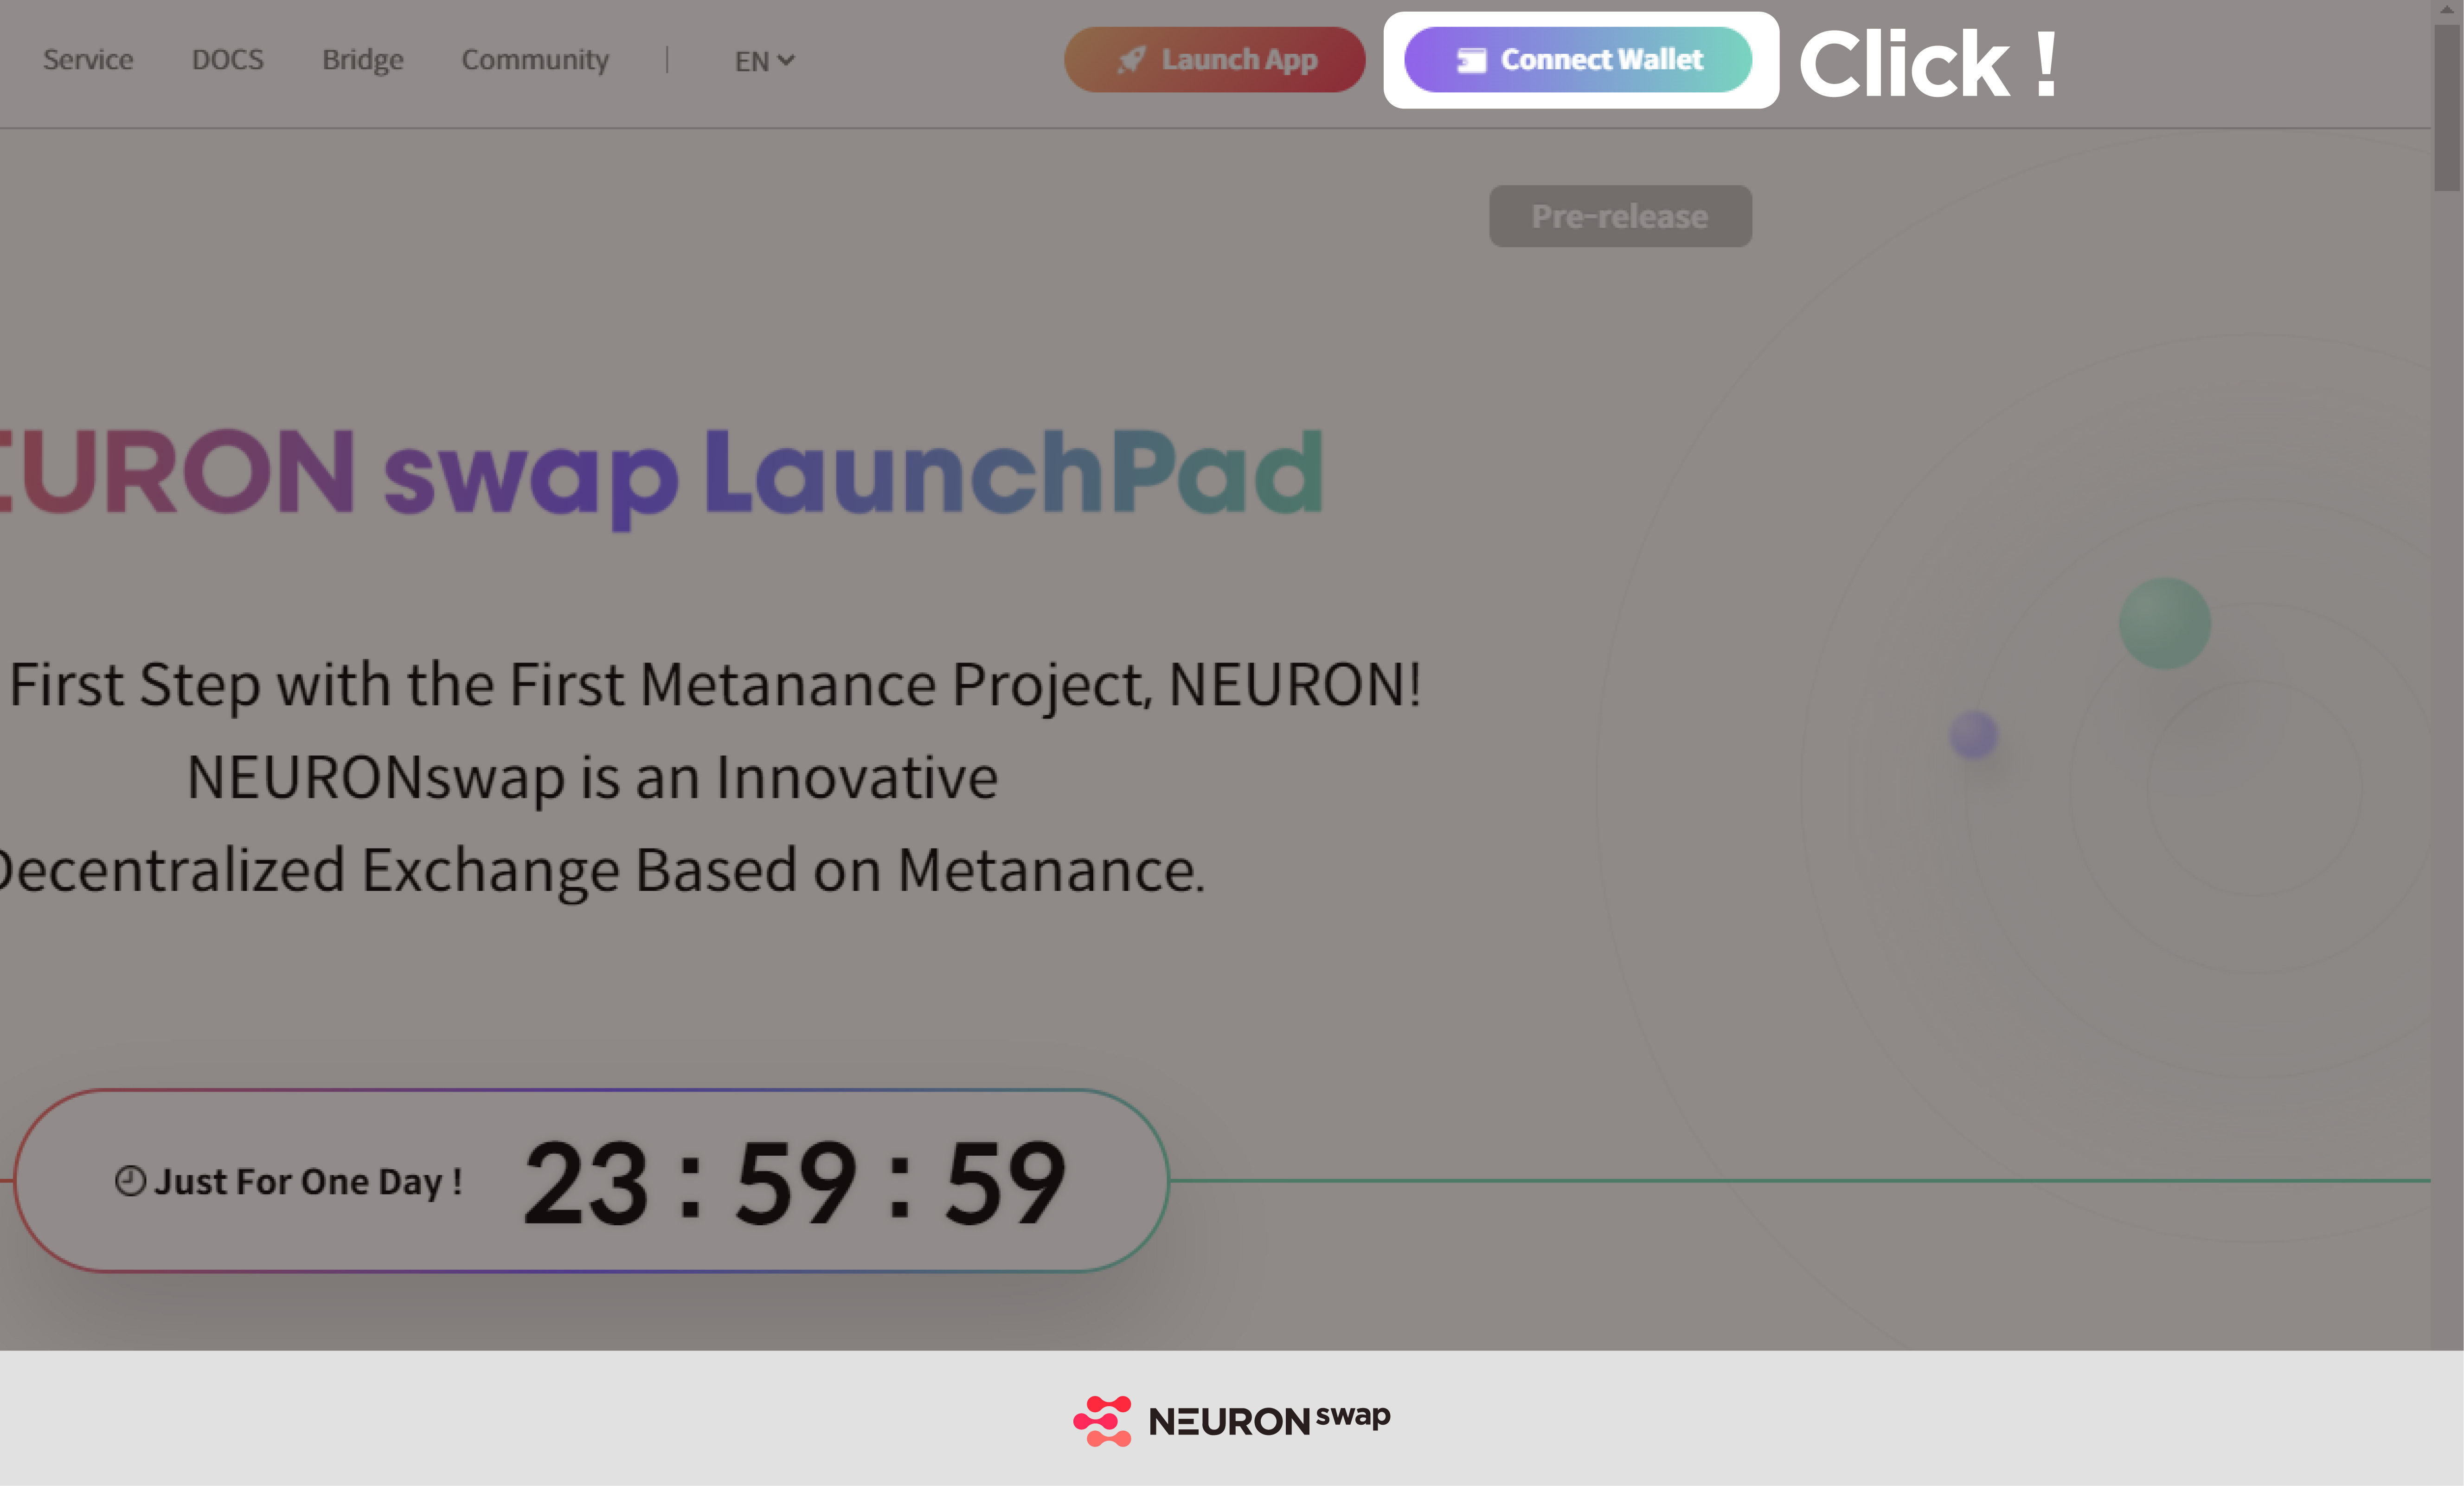 Service DOCS Bridge Community | EN Launch App Connect Wallet Click !
Pre-release
EURON swap LaunchPad
First Step with the First Metanance Project, NEURON!
NEURONswap is an Innovative
Decentralized Exchange Based on Metanance.
Just For One Day ! 23 : 59 : 59
NEURON swap